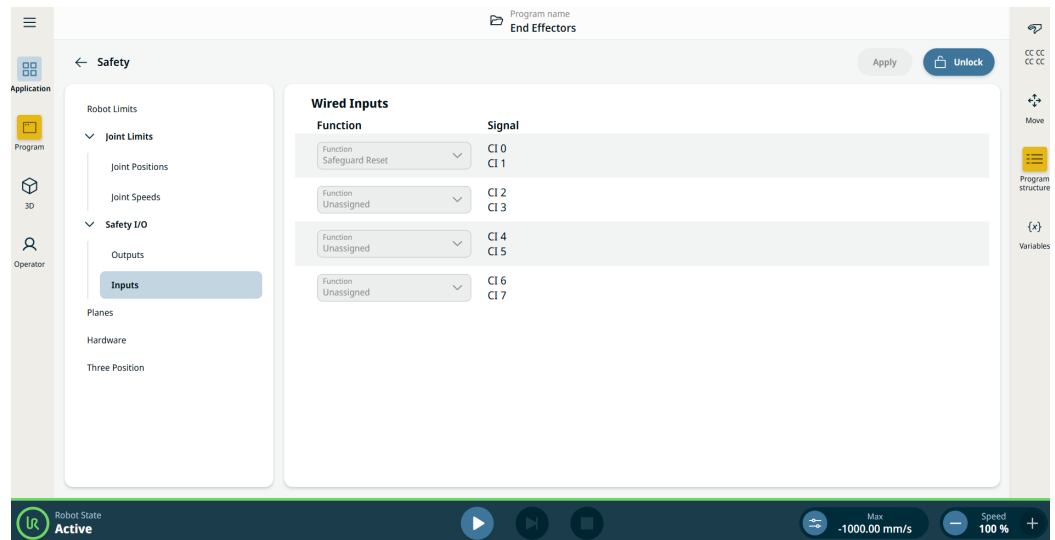 Program name
End Effectors
Application
Program
3D
Operator
Safety
Apply
Unlock
Robot Limits
Joint Limits
Joint Positions
Joint Speeds
Safety I/O
Outputs
Inputs
Planes
Hardware
Three Position
Wired Inputs
Function Signal
Function
Safeguard Reset
CI 0
CI 1
Function
Unassigned
CI 2
CI 3
Function
Unassigned
CI 4
CI 5
Function
Unassigned
CI 6
CI 7
CC CC
CC CC
Move
Program
structure
{x}
Variables
UR
Robot State
Active
Max
-1000.00 mm/s
Speed
100 %